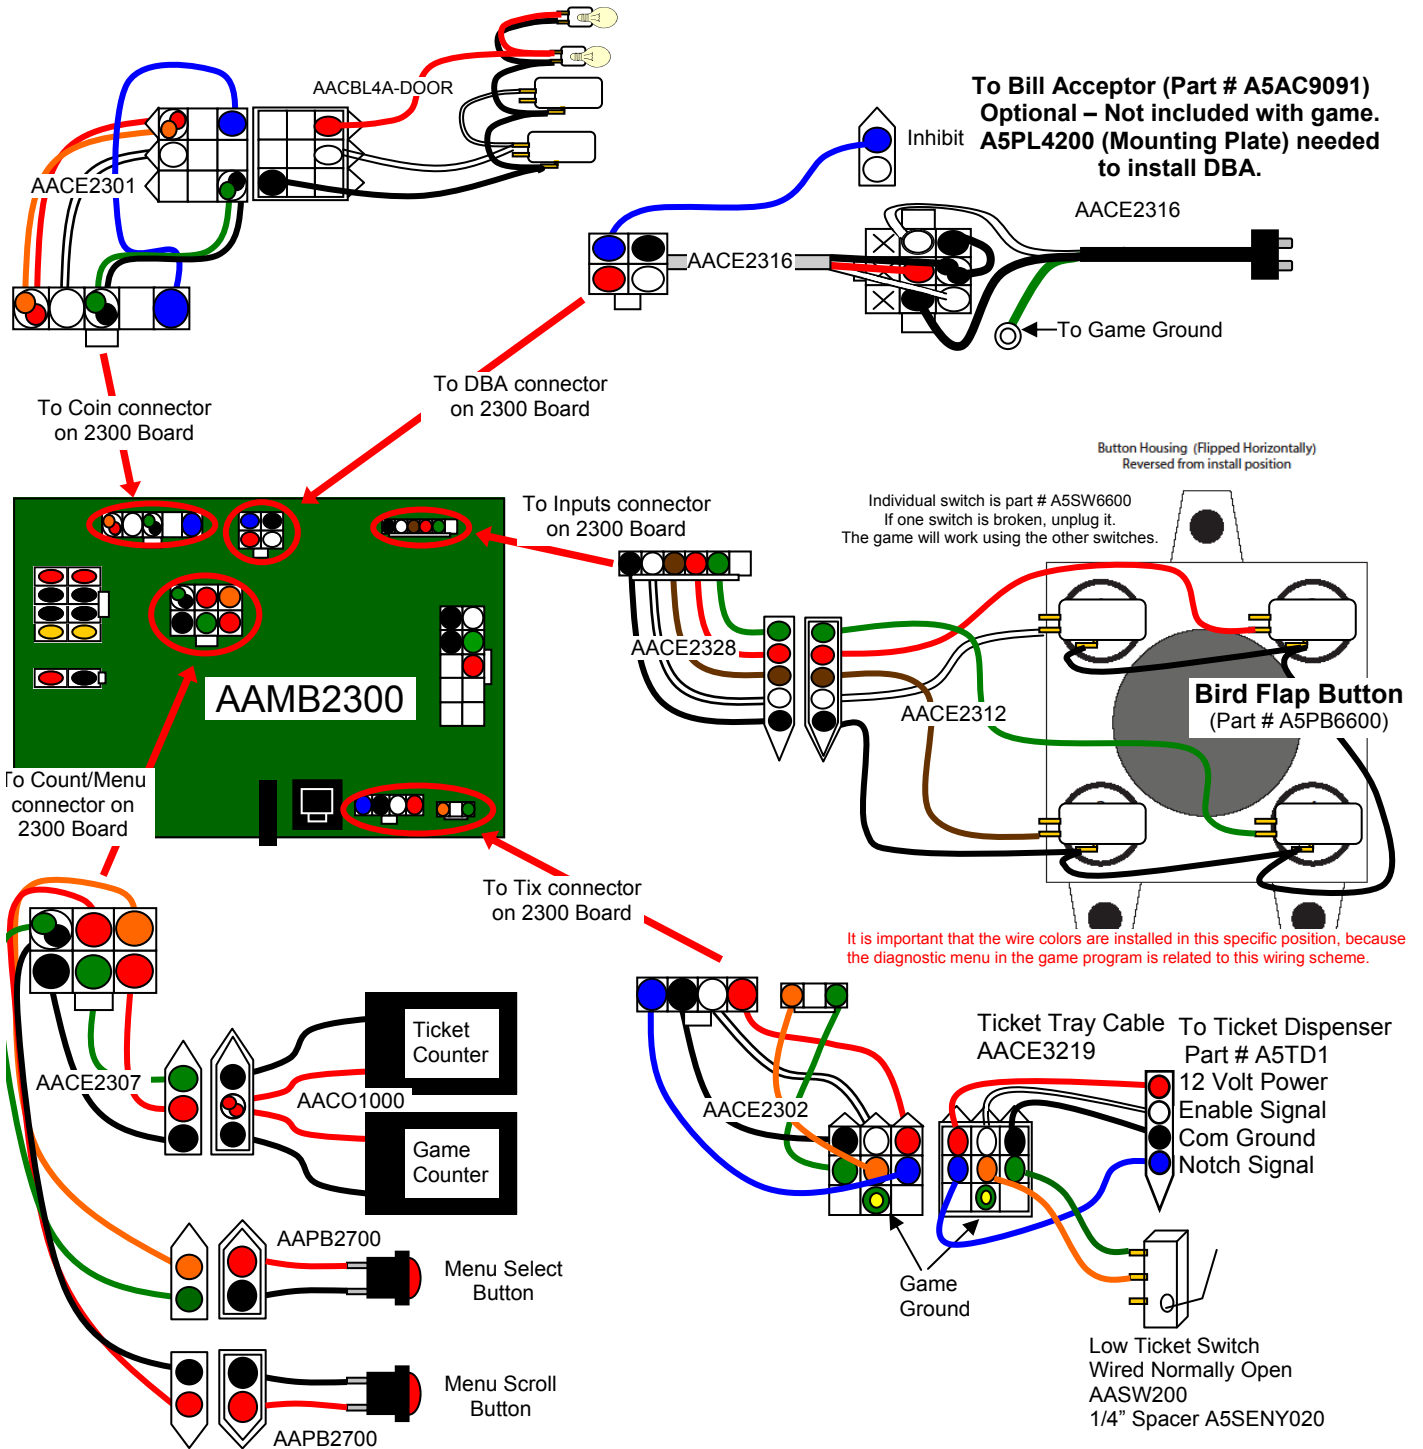 AACBL4A-DOOR
AACE2301
To Bill Acceptor (Part # A5AC9091)
Optional – Not included with game.
A5PL4200 (Mounting Plate) needed
to install DBA.
Inhibit
AACE2316
AACE2316
To Game Ground
To Coin connector
on 2300 Board
To DBA connector
on 2300 Board
Button Housing (Flipped Horizontally)
Reversed from install position
To Inputs connector
on 2300 Board
Individual switch is part # A5SW6600
If one switch is broken, unplug it.
The game will work using the other switches.
AACE2328
AACE2312
Bird Flap Button
(Part # A5PB6600)
AAMB2300
To Count/Menu
connector on
2300 Board
To Tix connector
on 2300 Board
It is important that the wire colors are installed in this specific position, because
the diagnostic menu in the game program is related to this wiring scheme.
Ticket
Counter
AACE2307
AACO1000
Game
Counter
AACE2302
Ticket Tray Cable
AACE3219
To Ticket Dispenser
Part # A5TD1
12 Volt Power
Enable Signal
Com Ground
Notch Signal
Game
Ground
AAPB2700
Menu Select
Button
Menu Scroll
Button
AAPB2700
Low Ticket Switch
Wired Normally Open
AASW200
1/4” Spacer A5SENY020